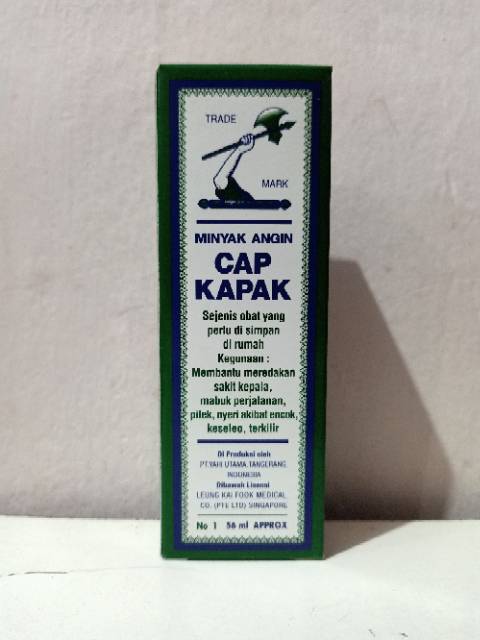 TRADE
MARK
MINYAK ANGIN
CAP
KAPAK
Sejenis obat yang
perlu di simpan
di rumah
Kegunaan :
Membantu meredakan
sakit kepala,
mabuk perjalanan,
pilek, nyeri akibat encok,
keseleo, terkilir
Di Produksi oleh
PT.YARI UTAMA, TANGERANG
INDONESIA
Dibawah Lisensi
LEUNG KAI FOOK MEDICAL
CO. (PTE LTD) SINGAPORE
No 1 56 ml APPROX